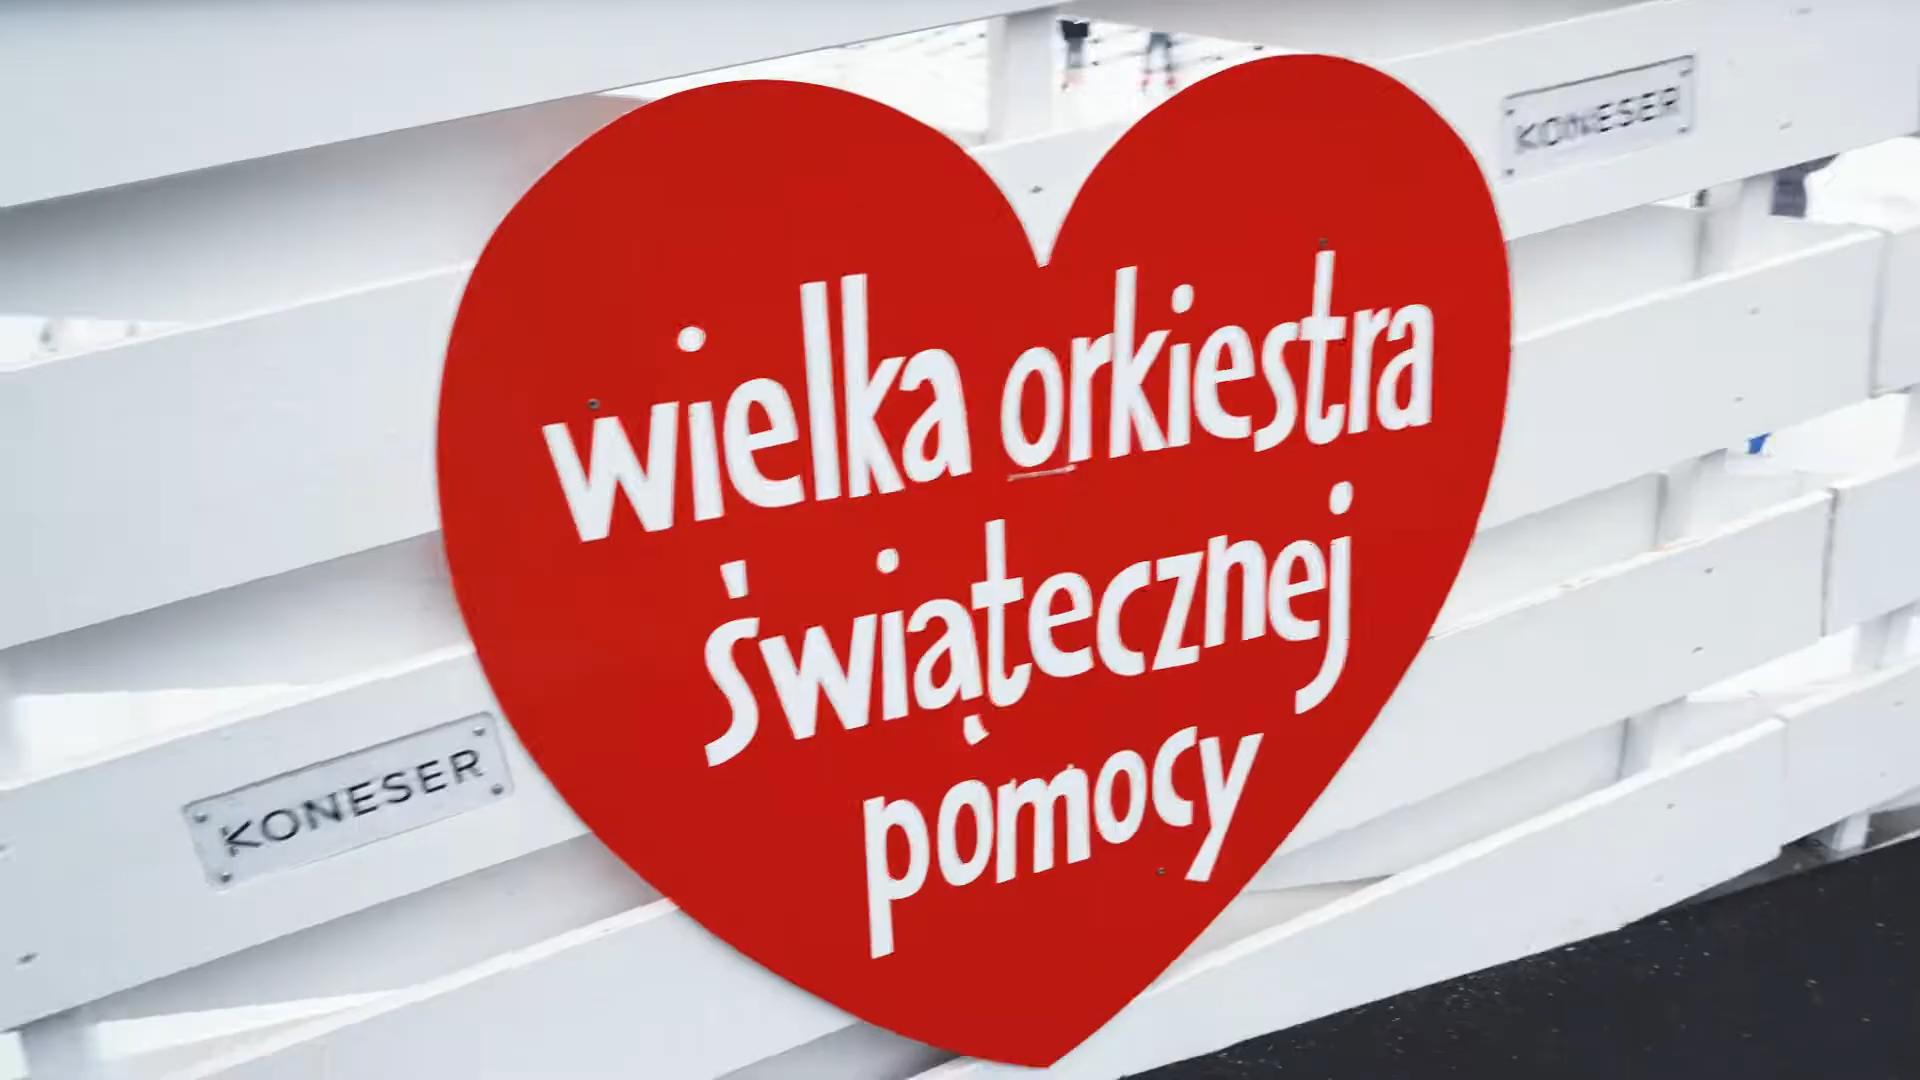 KONESER
wielka orkiestra
świątecznej
pomocy
KONESER